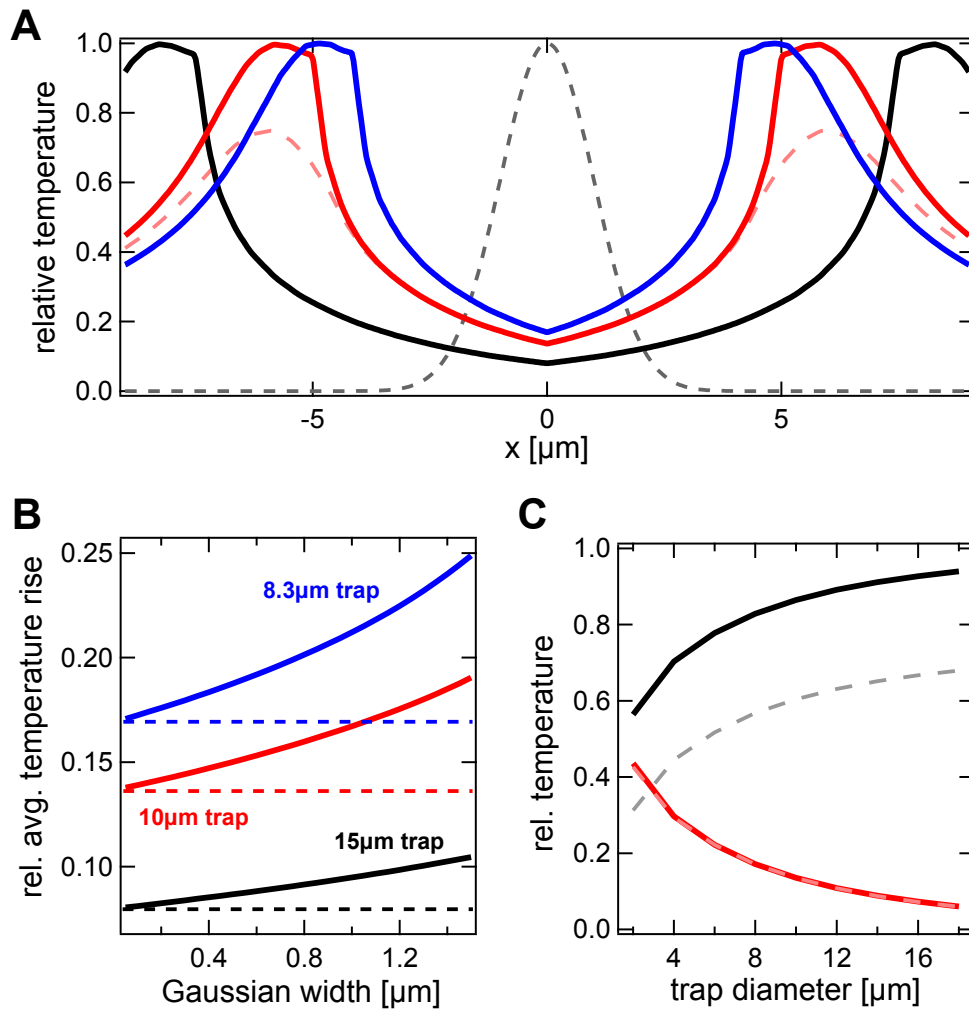 A
relative temperature
1.0
0.8
0.6
0.4
0.2
0.0
-5
0
5
x [µm]
B
rel. avg. temperature rise
0.25
0.20
0.15
0.10
8.3µm trap
10µm trap
15µm trap
0.4
0.8
1.2
Gaussian width [µm]
C
rel. temperature
1.0
0.8
0.6
0.4
0.2
0.0
4
8
12
16
trap diameter [µm]